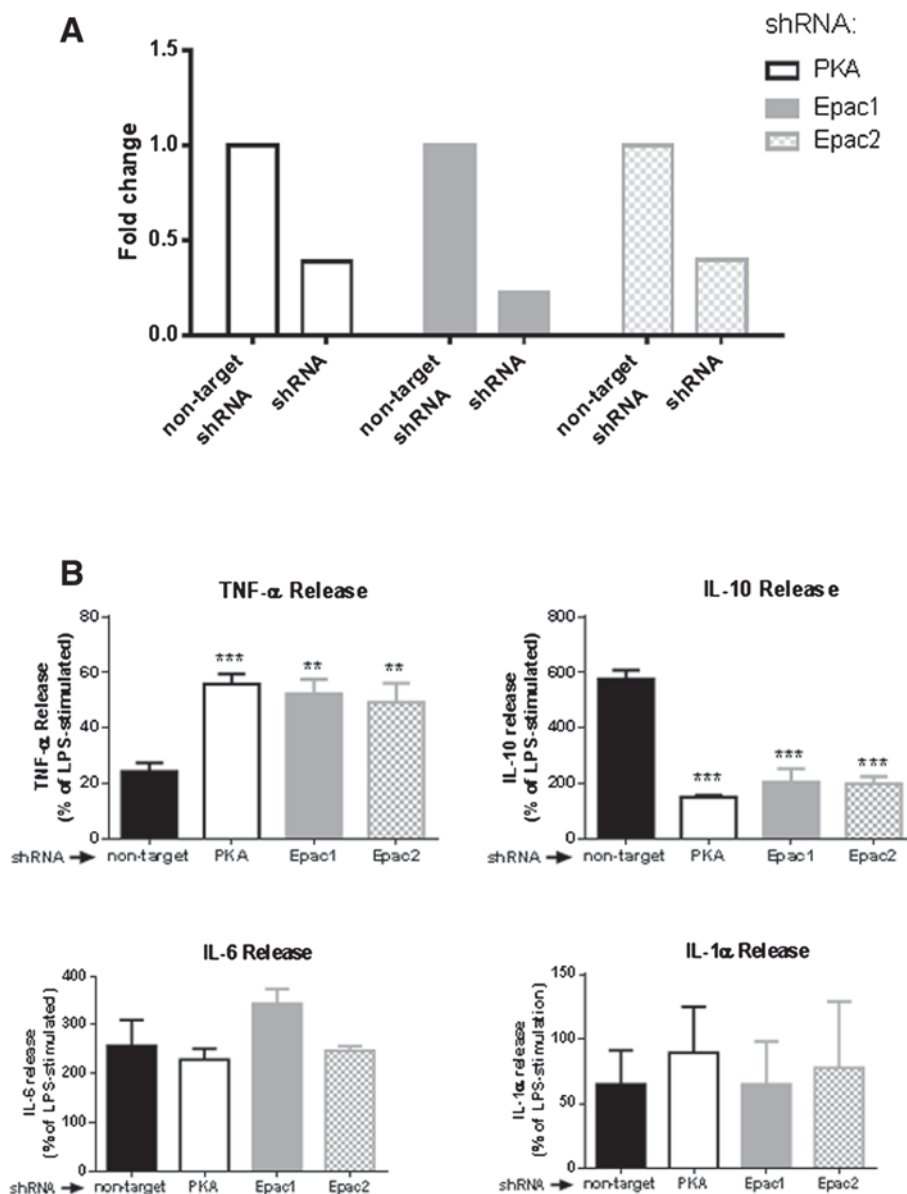 A
shRNA:
PKA
Epac1
Epac2
Fold change
1.5
1.0
0.5
0.0
non-target
shRNA
shRNA
non-target
shRNA
shRNA
non-target
shRNA
shRNA
B
TNF-α Release
TNF-α Release
(% of LPS-stimulated)
80
60
40
20
0
***
**
**
shRNA
non-target
PKA
Epac1
Epac2
IL-10 Release
IL-10 release
(% of LPS-stimulated)
800
600
400
200
0
***
***
***
shRNA
non-target
PKA
Epac1
Epac2
IL-6 Release
IL-6 release
(% of LPS-stimulated)
400
300
200
100
0
shRNA
non-target
PKA
Epac1
Epac2
IL-1α Release
IL-1α release
(% of LPS-stimulation)
150
100
50
0
shRNA
non-target
PKA
Epac1
Epac2